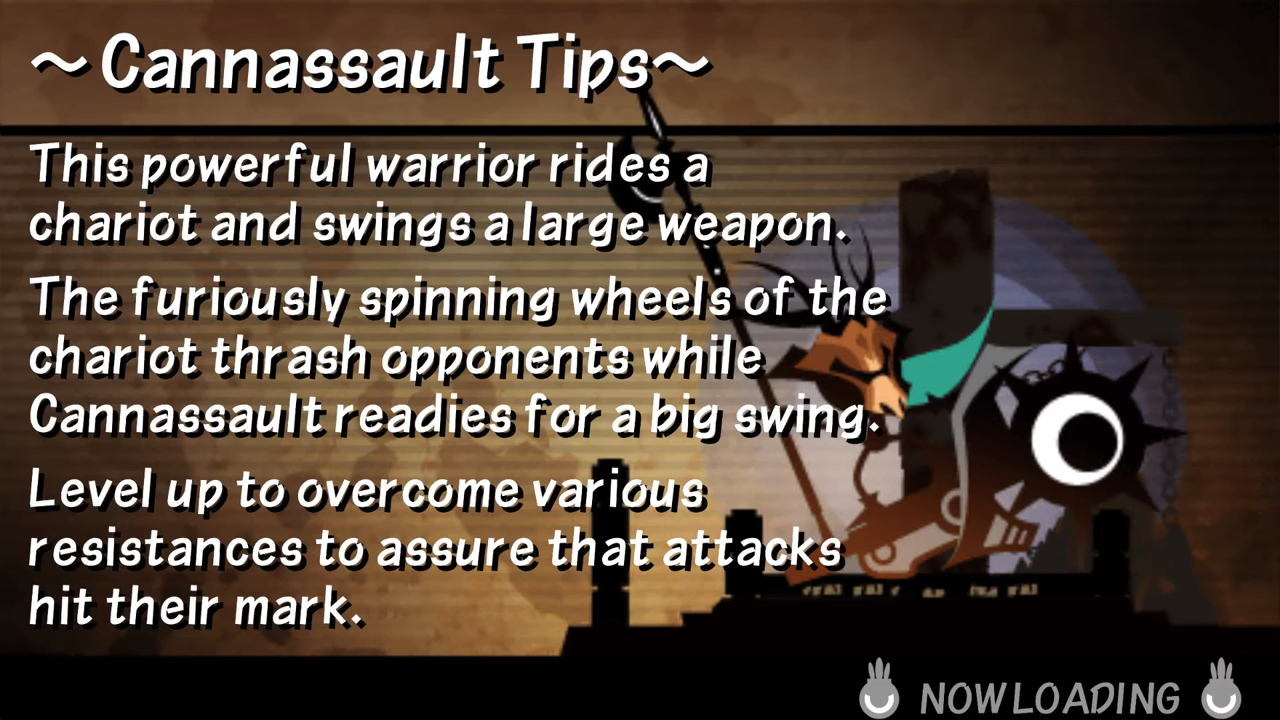 ~Cannassault Tips~
This powerful warrior rides a
chariot and swings a large weapon.
The furiously spinning wheels of the
chariot thrash opponents while
Cannassault readies for a big swing.
Level up to overcome various
resistances to assure that attacks
hit their mark.
NOW LOADING